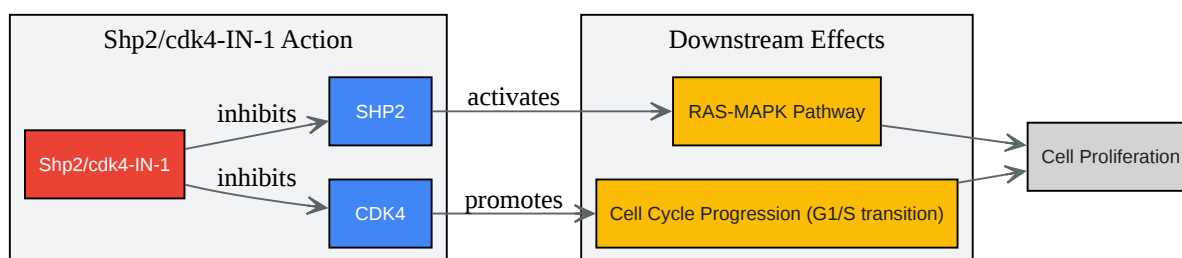 Shp2/cdk4-IN-1 Action
Downstream Effects
inhibits
SHP2
activates
RAS-MAPK Pathway
Shp2/cdk4-IN-1
Cell Proliferation
inhibits
CDK4
promotes
Cell Cycle Progression (G1/S transition)